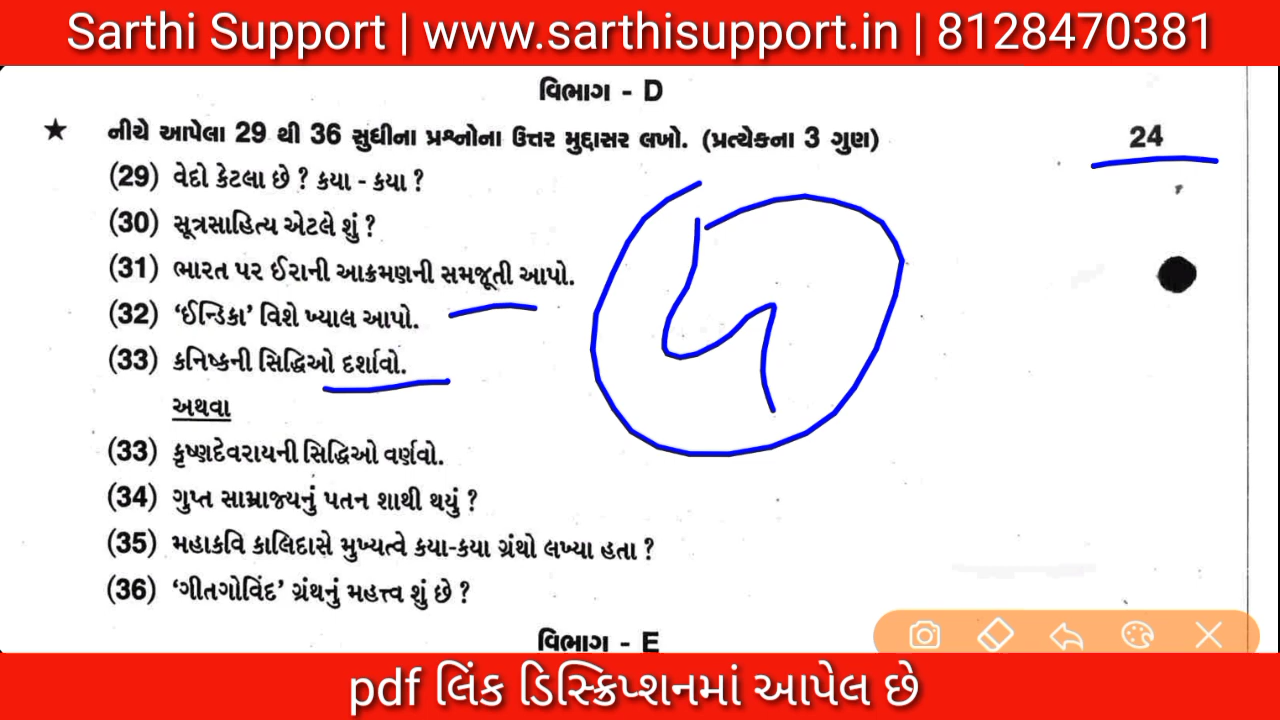 Sarthi Support | www.sarthisupport.in | 8128470381
વિભાગ - D
★ નીચે આપેલા 29 થી 36 સુધીના પ્રશ્નોના ઉત્તર મુદ્દાસર લખો. (પ્રત્યેકના 3 ગુણ) 24
(29) વેદો કેટલા છે ? કયા - કયા ?
(30) સૂત્રસાહિત્ય એટલે શું ?
(31) ભારત પર ઈરાની આક્રમણની સમજૂતી આપો.
(32) ‘ઈન્ડિકા’ વિશે ખ્યાલ આપો.
(33) કનિષ્કની સિદ્ધિઓ દર્શાવો.
અથવા
(33) કૃષ્ણદેવરાયની સિદ્ધિઓ વર્ણવો.
(34) ગુપ્ત સામ્રાજ્યનું પતન શાથી થયું ?
(35) મહાકવિ કાલિદાસે મુખ્યત્વે કયા-કયા ગ્રંથો લખ્યા હતા ?
(36) ‘ગીતગોવિંદ’ ગ્રંથનું મહત્ત્વ શું છે ?
વિભાગ - E
pdf લિંક ડિસ્ક્રિપ્શનમાં આપેલ છે